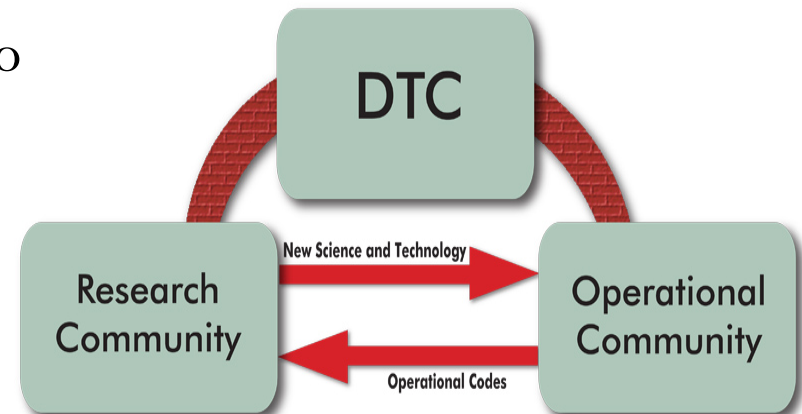 o
DTC
New Science and Technology
Research
Community
Operational
Community
Operational Codes